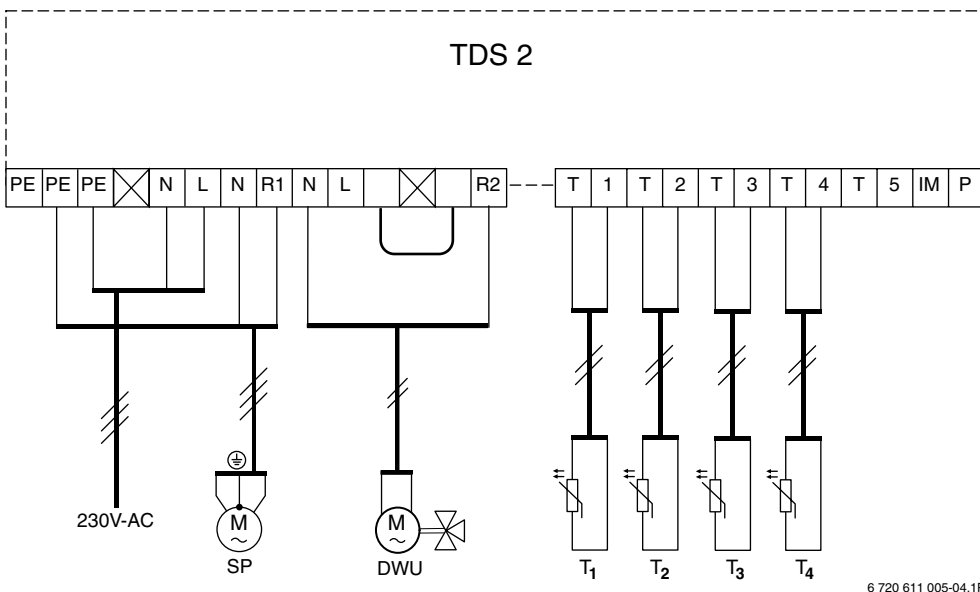 TDS 2
PE PE PE N L N R1 N L R2 T 1 T 2 T 3 T 4 T 5 IM P
230V-AC
M
~
SP
M
~
DWU
T1
T2
T3
T4
6 720 611 005-04.1